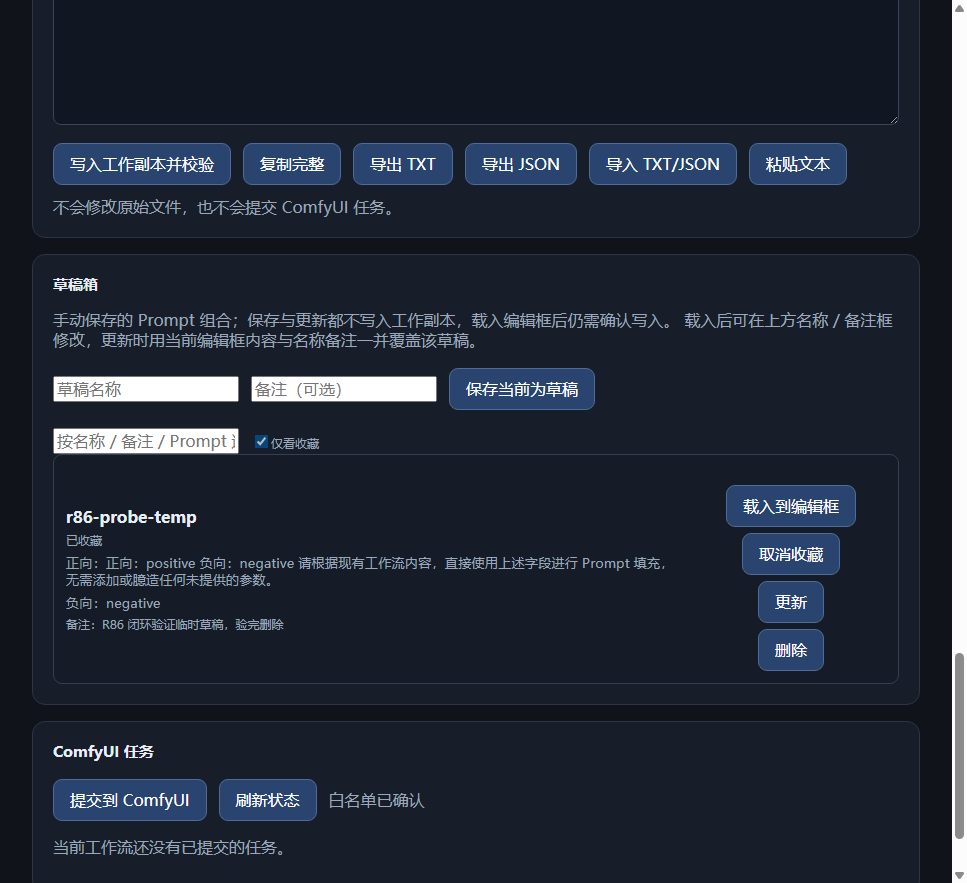 写入工作副本并校验 复制完整 导出 TXT 导出 JSON 导入 TXT/JSON 粘贴文本
不会修改原始文件，也不会提交 ComfyUI 任务。
草稿箱
手动保存的 Prompt 组合；保存与更新都不写入工作副本，载入编辑框后仍需确认写入。 载入后可在上方名称 / 备注框
修改，更新时用当前编辑框内容与名称备注一并覆盖该草稿。
草稿名称 备注（可选） 保存当前为草稿
按名称 / 备注 / Prompt 仅看收藏
r86-probe-temp
已收藏
正向：正向：positive 负向：negative 请根据现有工作流内容，直接使用上述字段进行 Prompt 填充，
无需添加或臆造任何未提供的参数。
负向：negative
备注：R86 闭环验证临时草稿，验完删除
载入到编辑框
取消收藏
更新
删除
ComfyUI 任务
提交到 ComfyUI 刷新状态 白名单已确认
当前工作流还没有已提交的任务。